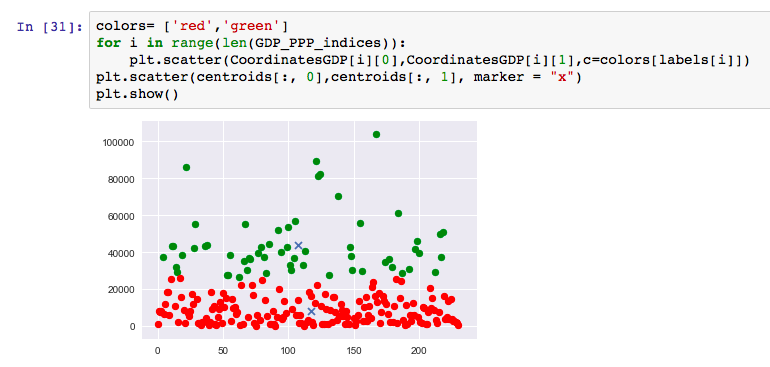 In [31]: colors= ['red','green']
for i in range(len(GDP_PPP_indices)):
    plt.scatter(CoordinatesGDP[i][0],CoordinatesGDP[i][1],c=colors[labels[i]])
plt.scatter(centroids[:, 0],centroids[:, 1], marker = "x")
plt.show()
100000
80000
60000
40000
20000
0
0 50 100 150 200